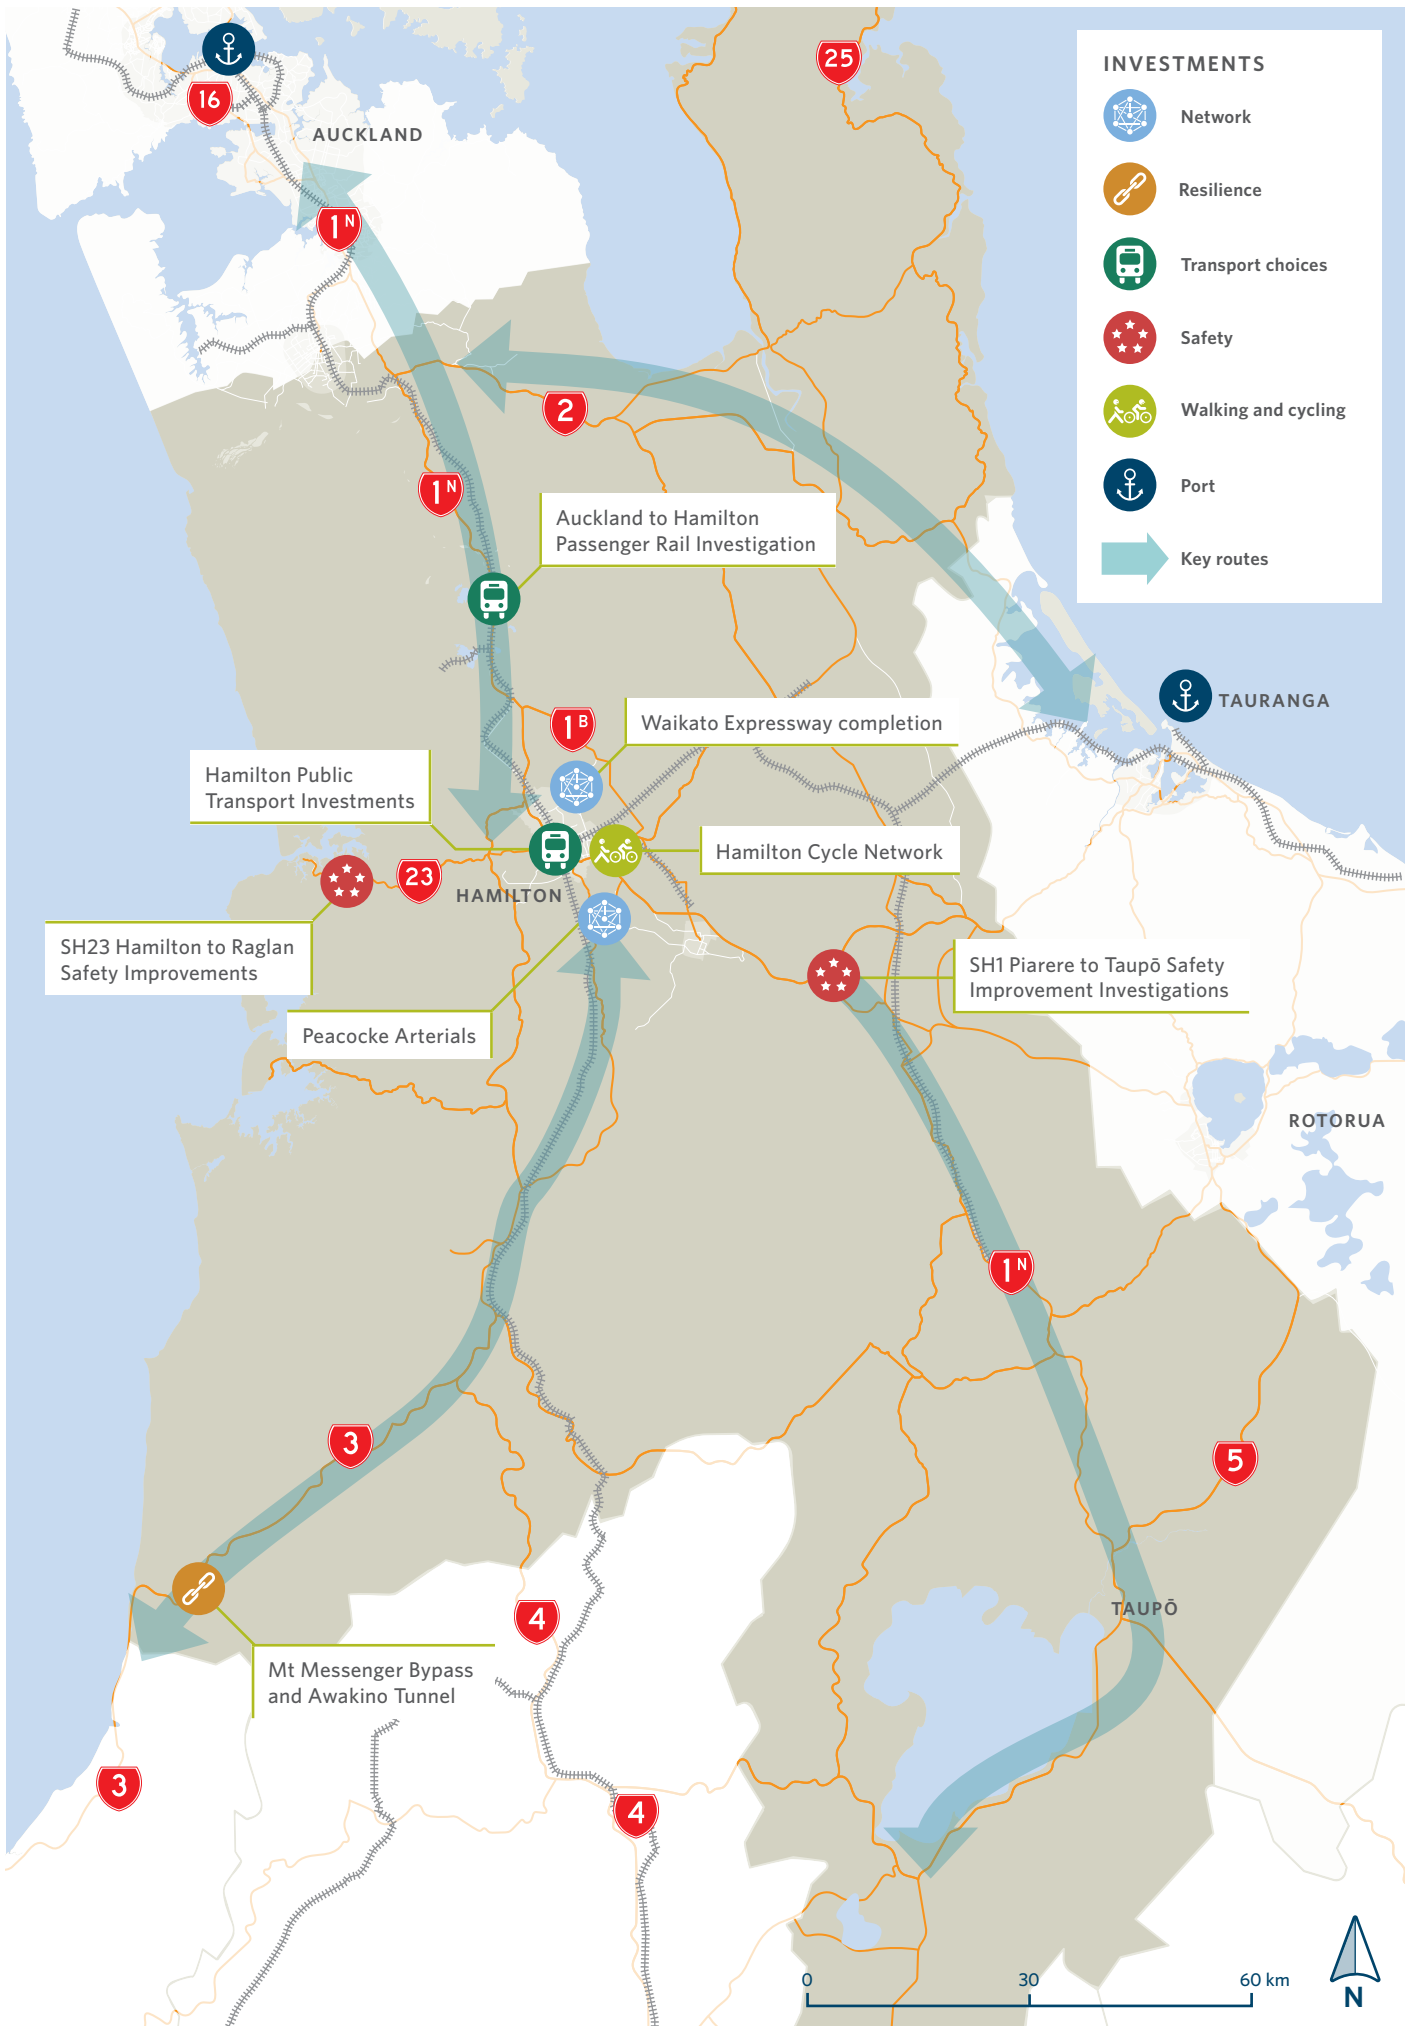 25
INVESTMENTS
Network
Resilience
Transport choices
Safety
Walking and cycling
Port
Key routes
16
AUCKLAND
1N
2
1N
Auckland to Hamilton
Passenger Rail Investigation
TAURANGA
1B
Waikato Expressway completion
Hamilton Public
Transport Investments
Hamilton Cycle Network
23
HAMILTON
SH23 Hamilton to Raglan
Safety Improvements
SH1 Piarere to Taupō Safety
Improvement Investigations
Peacocke Arterials
ROTORUA
1N
3
5
TAUPŌ
4
Mt Messenger Bypass
and Awakino Tunnel
3
4
0 30 60 km
N